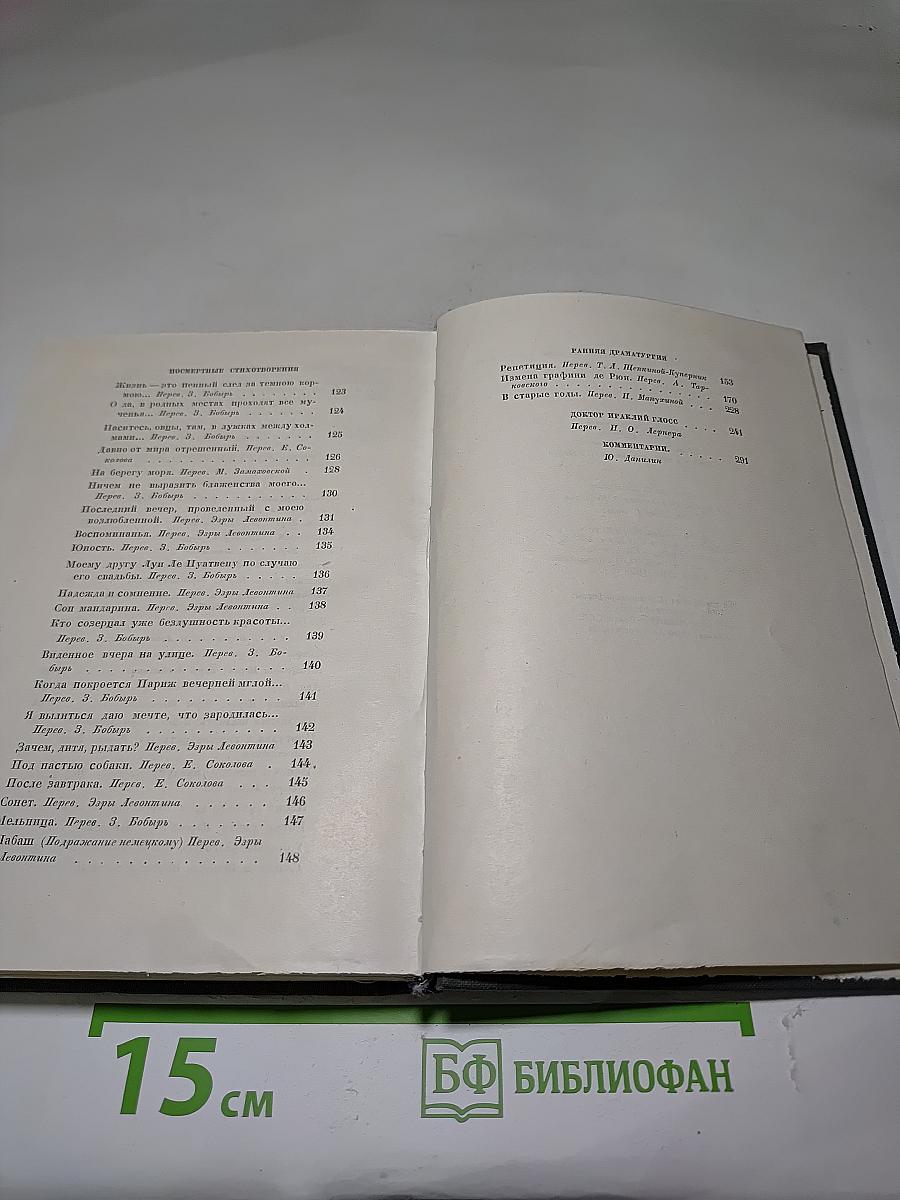 ПОСМЕРТНЫЕ СТИХОТВОРЕНИЯ
Жизнь — это пенный след за темною кор-
мою... Перев. З. Бобырь . . . . . . . 123
О да, в родных местах проходят все му-
ченья... Перев. З. Бобырь . . . . . . . 124
Паситесь, овцы, там, в лужках между хол-
мами... Перев. З. Бобырь . . . . . . . 125
Давно от мира отрешенный. Перев. Е. Со-
колова . . . . . . . . . . . . . . 126
На берегу моря. Перев. М. Замаховской . 128
Ничем не выразить блаженства моего...
Перев. З. Бобырь . . . . . . . . . . 130
Последний вечер, проведенный с моею
возлюбленной. Перев. Эзры Левонтина . 131
Воспоминанья. Перев. Эзры Левонтина . . 134
Юность. Перев. З. Бобырь . . . . . . . 135
Моему другу Луи Ле Пуатвену по случаю
его свадьбы. Перев. З. Бобырь . . . . . 136
Надежда и сомнение. Перев. Эзры Левонтина 137
Сон мандарина. Перев. Эзры Левонтина . . 138
Кто созерцал уже бездушность красоты...
Перев. З. Бобырь . . . . . . . . . . 139
Виденное вчера на улице. Перев. З. Бо-
бырь . . . . . . . . . . . . . . . 140
Когда покроется Париж вечерней мглой...
Перев. З. Бобырь . . . . . . . . . . . 141
Я вылиться даю мечте, что зародилась...
Перев. З. Бобырь . . . . . . . . . . . 142
Зачем, дитя, рыдать? Перев. Эзры Левонтина 143
Под пастью собаки. Перев. Е. Соколова . 144
После завтрака. Перев. Е. Соколова . . . 145
Сонет. Перев. Эзры Левонтина . . . . . . 146
Мельница. Перев. З. Бобырь . . . . . . . 147
Шабаш (Подражание немецкому) Перев. Эзры
Левонтина . . . . . . . . . . . . . . 148
РАННЯЯ ДРАМАТУРГИЯ
Репетиция. Перев. Т. Л. Щепкиной-Куперник 153
Измена графини де Рюн. Перев. А. Тар-
ковского . . . . . . . . . . . . . . 170
В старые годы. Перев. П. Манухиной . . . 228
ДОКТОР ИРАКЛИЙ ГЛОСС
Перев. Н. О. Лернера . . . . 241
КОММЕНТАРИИ.
Ю. Данилин . . . . . 291
15 см
БФ БИБЛИОФАН